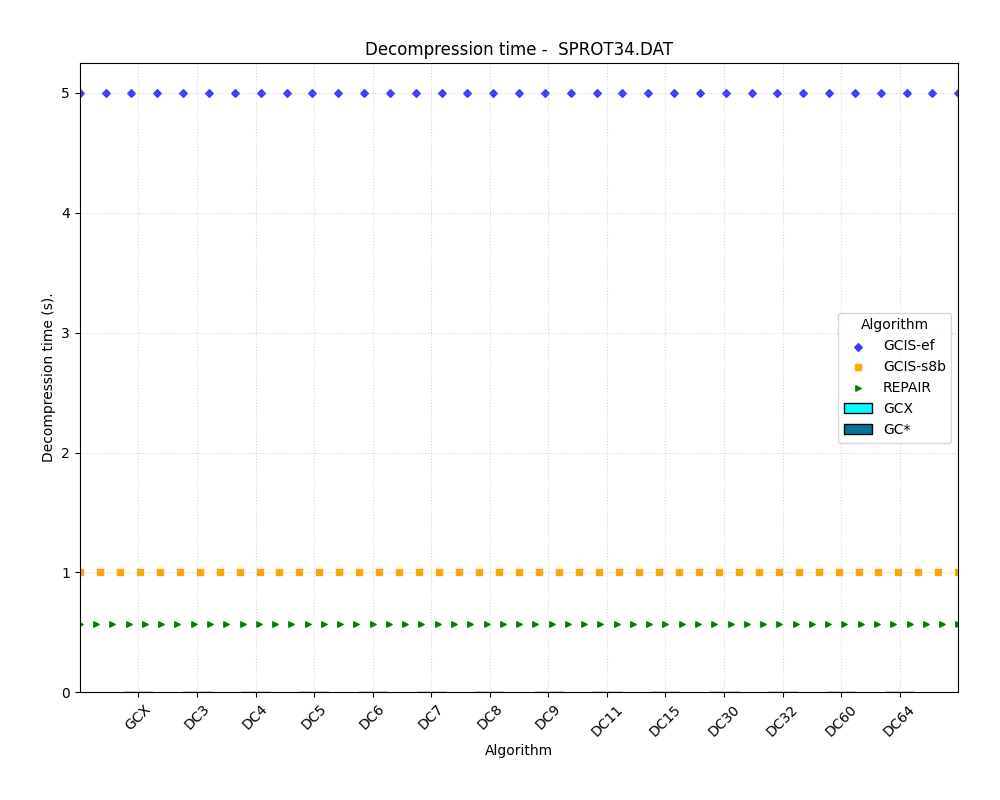 Decompression time -  SPROT34.DAT
Decompression time (s).
5
4
3
2
1
0
Algorithm
GCIS-ef
GCIS-s8b
REPAIR
GCX
GC*
GCX
DC3
DC4
DC5
DC6
DC7
DC8
DC9
DC11
DC15
DC30
DC32
DC60
DC64
Algorithm